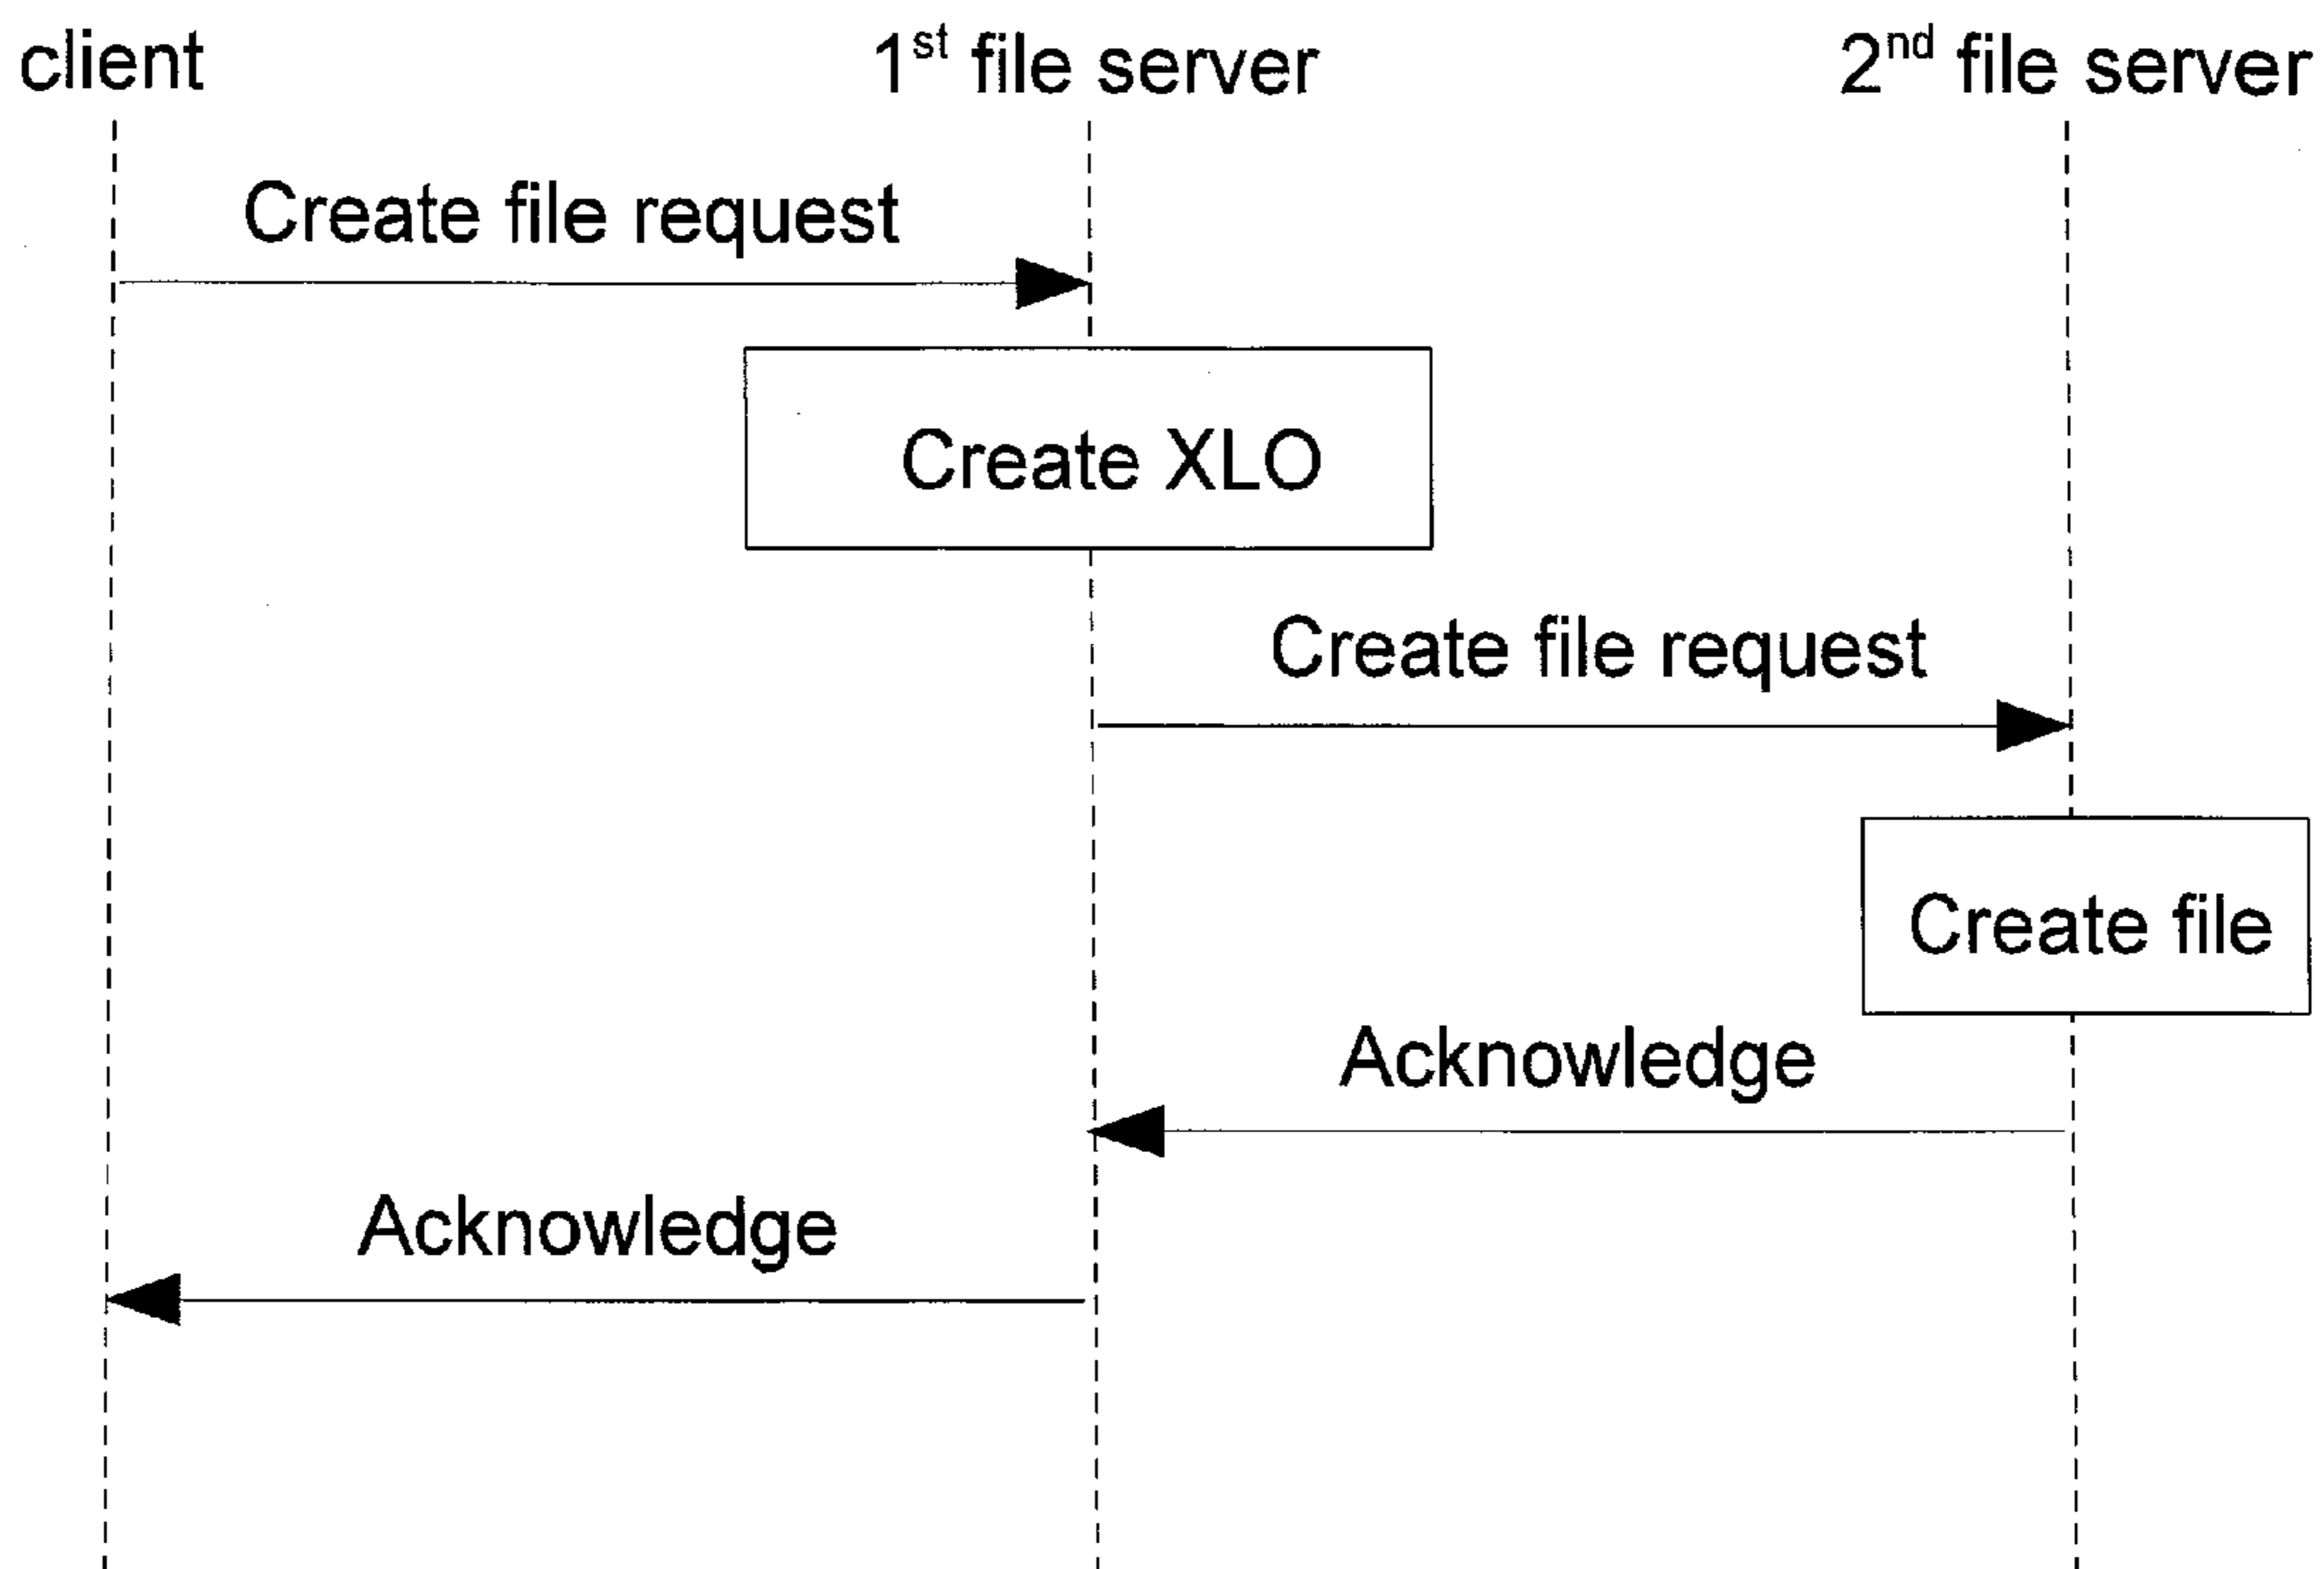 client
1st file server
2nd file server
Create file request
Create XLO
Create file request
Create file
Acknowledge
Acknowledge